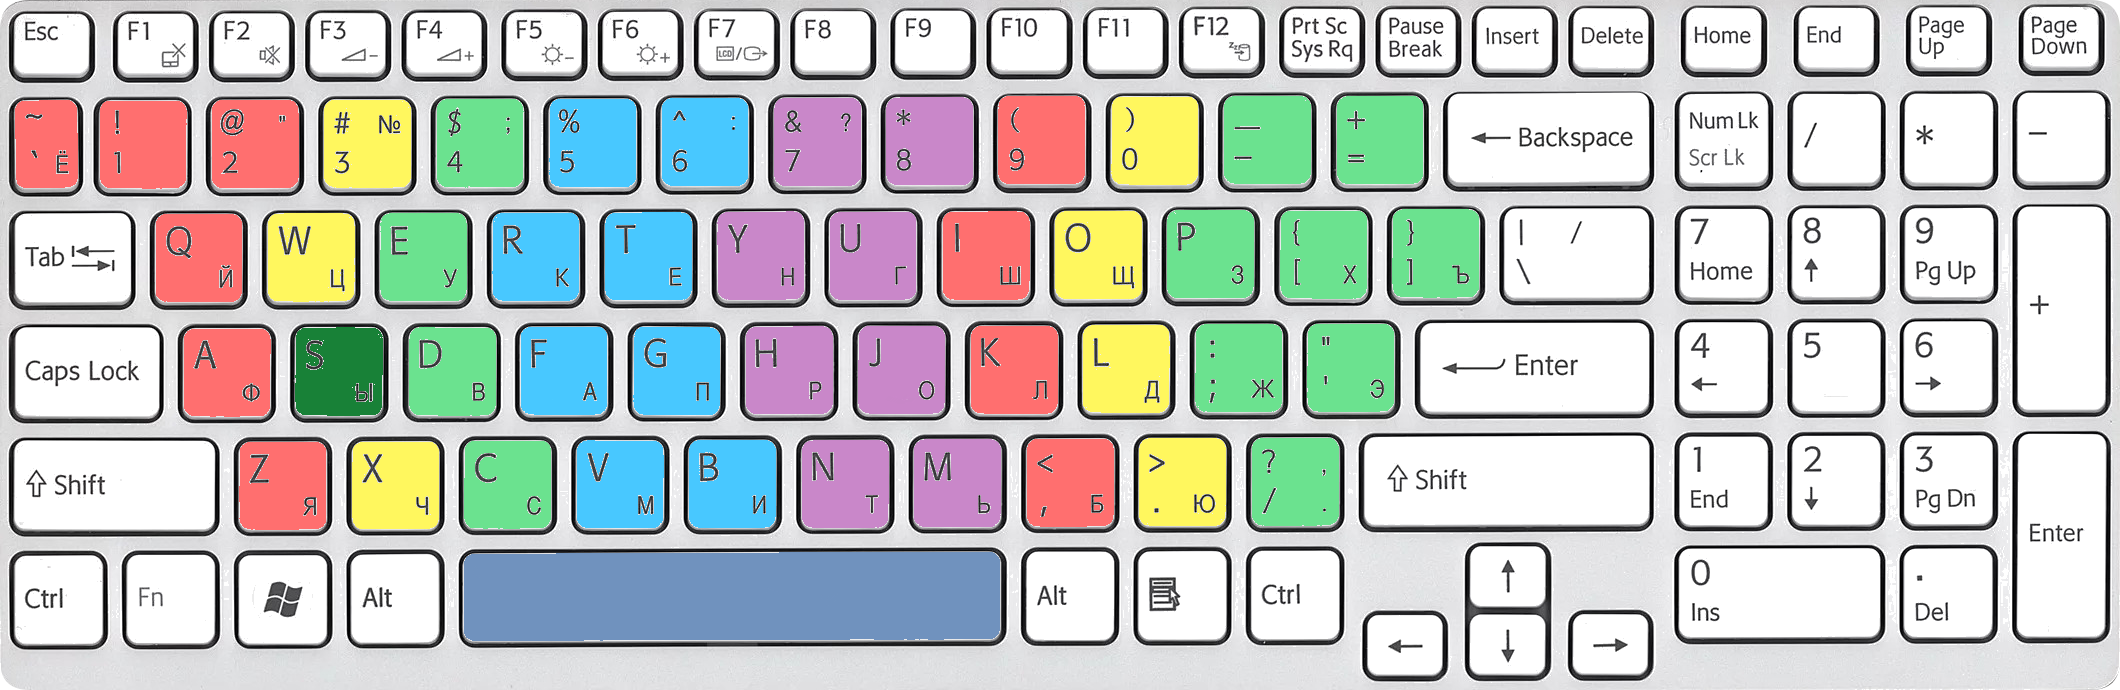 Esc F1 F2 F3 F4 F5 F6 F7 F8 F9 F10 F11 F12 Prt Sc Sys Rq Pause Break Insert Delete Home End Page Up Page Down
~ ` Ё ! 1 @ " 2 # № 3 $ ; 4 % 5 ^ : 6 & ? 7 * 8 ( 9 ) 0 — – + = ← Backspace Num Lk Scr Lk / * –
Tab Q Й W Ц E У R К T Е Y Н U Г I Ш O Щ P З { [ Х } ] Ъ | / \ 7 Home 8 ↑ 9 Pg Up +
Caps Lock A Ф S Ы D В F А G П H Р J О K Л L Д : ; Ж " ' Э Enter 4 ← 5 6 →
⇧ Shift Z Я X Ч C С V М B И N Т M Ь < , Б > . Ю ? , / . ⇧ Shift 1 End 2 ↓ 3 Pg Dn Enter
Ctrl Fn Alt Alt Ctrl ← ↑ ↓ → 0 Ins . Del